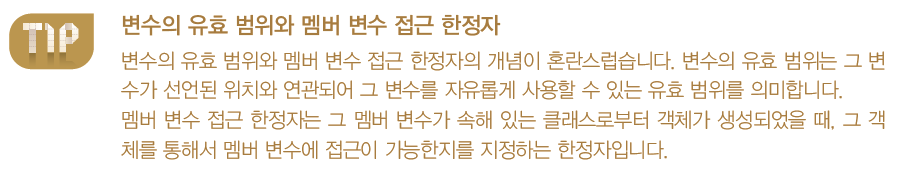 TIP
변수의 유효 범위와 멤버 변수 접근 한정자
변수의 유효 범위와 멤버 변수 접근 한정자의 개념이 혼란스럽습니다. 변수의 유효 범위는 그 변
수가 선언된 위치와 연관되어 그 변수를 자유롭게 사용할 수 있는 유효 범위를 의미합니다.
멤버 변수 접근 한정자는 그 멤버 변수가 속해 있는 클래스로부터 객체가 생성되었을 때, 그 객
체를 통해서 멤버 변수에 접근이 가능한지를 지정하는 한정자입니다.